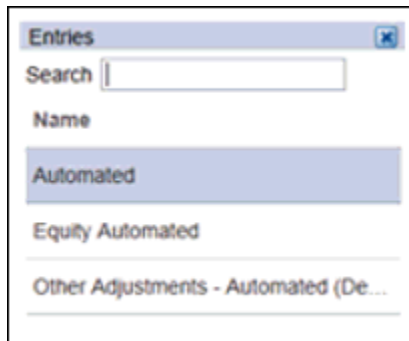 Entries
Search
Name
Automated
Equity Automated
Other Adjustments - Automated (De...